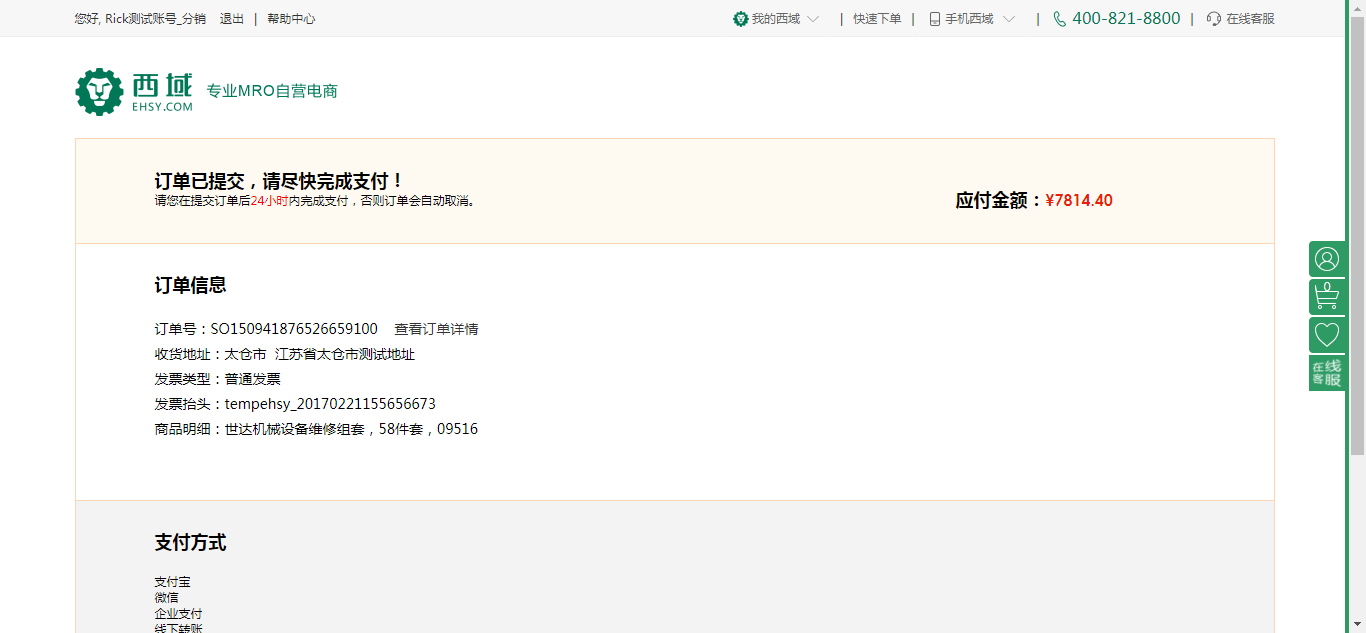 您好, Rick测试账号_分销 退出 | 帮助中心 我的西域 | 快速下单 | 手机西域 | 400-821-8800 | 在线客服
西域 专业MRO自营电商
EHSY.COM
订单已提交，请尽快完成支付！
请您在提交订单后24小时内完成支付，否则订单会自动取消。
应付金额：¥7814.40
订单信息
订单号：SO150941876526659100 查看订单详情
收货地址：太仓市 江苏省太仓市测试地址
发票类型：普通发票
发票抬头：tempehsy_20170221155656673
商品明细：世达机械设备维修组套，58件套，09516
支付方式
支付宝
微信
企业支付
线下转账
0
在线
客服